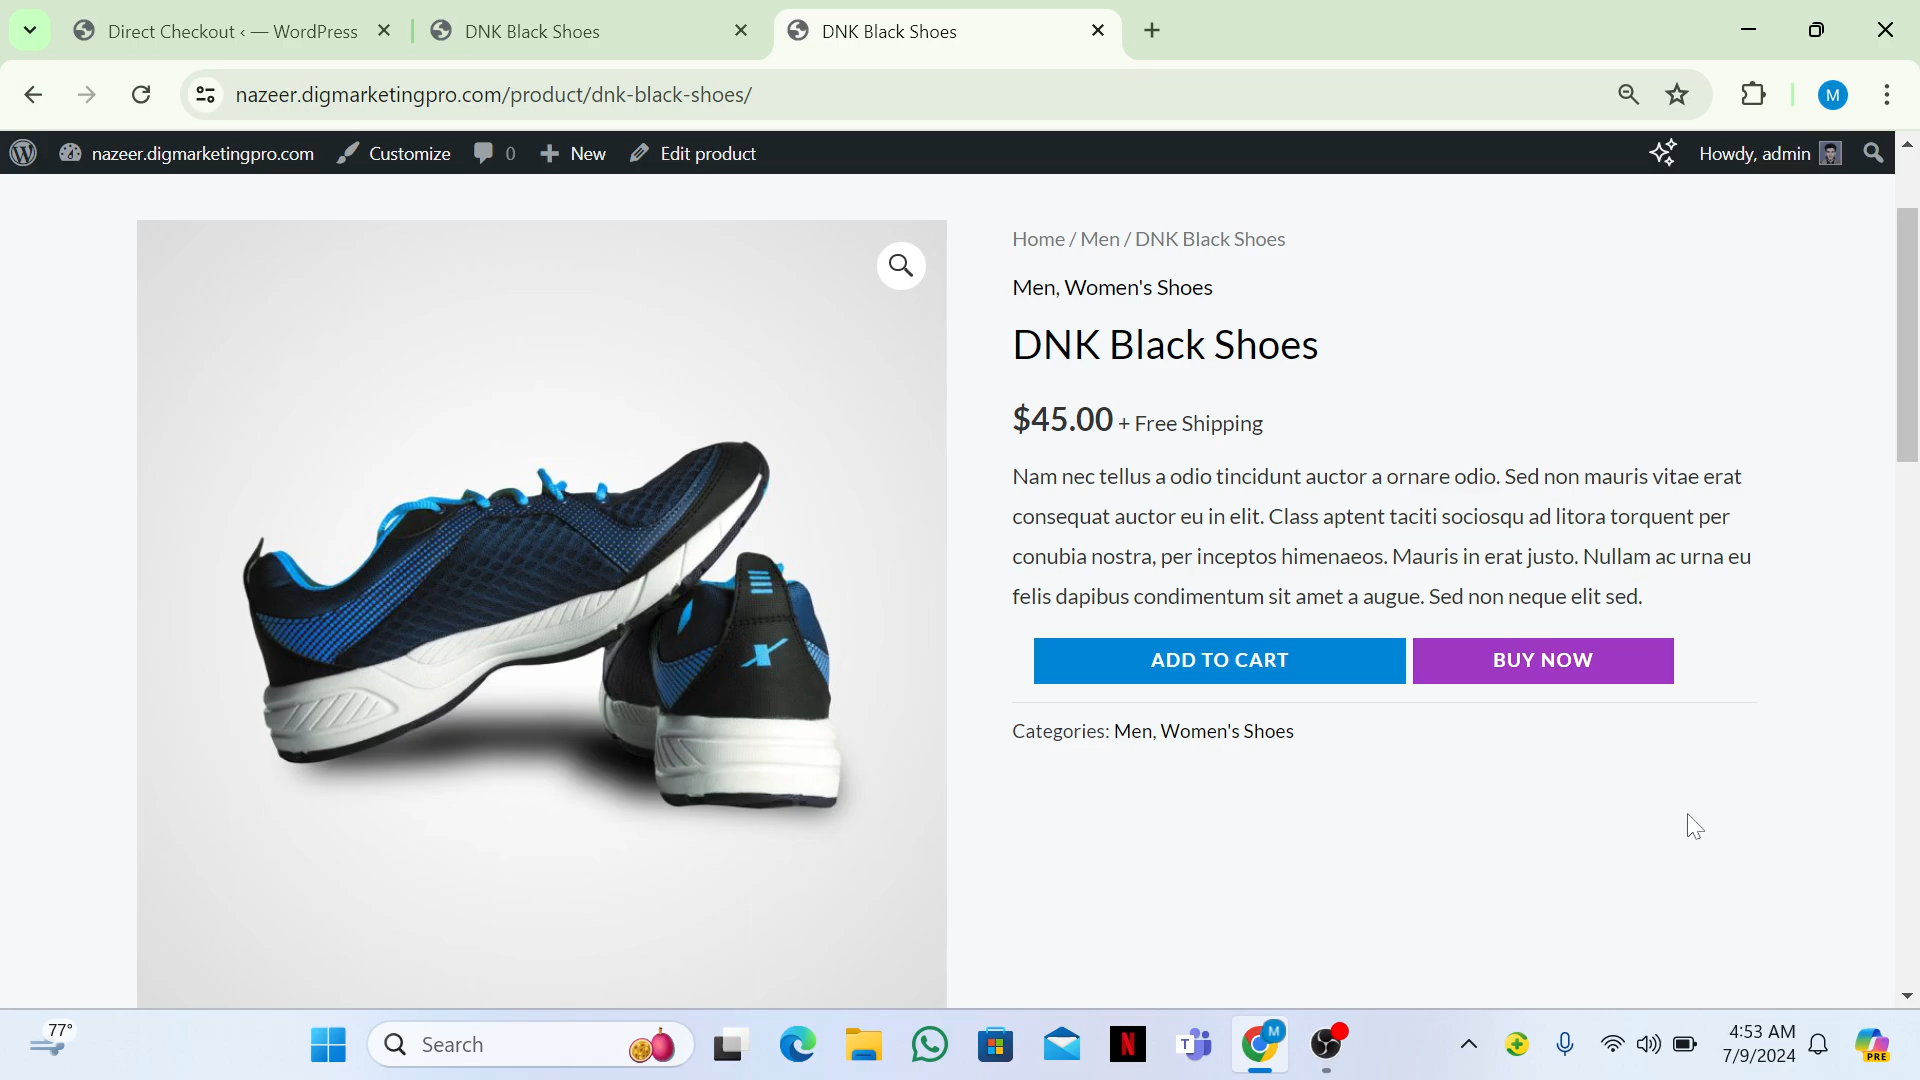 Direct Checkout ‹ — WordPress
DNK Black Shoes
DNK Black Shoes
nazeer.digmarketingpro.com/product/dnk-black-shoes/
M
nazeer.digmarketingpro.com
Customize
0
New
Edit product
Howdy, admin
Home / Men / DNK Black Shoes
Men, Women's Shoes
DNK Black Shoes
$45.00 + Free Shipping
Nam nec tellus a odio tincidunt auctor a ornare odio. Sed non mauris vitae erat
consequat auctor eu in elit. Class aptent taciti sociosqu ad litora torquent per
conubia nostra, per inceptos himenaeos. Mauris in erat justo. Nullam ac urna eu
felis dapibus condimentum sit amet a augue. Sed non neque elit sed.
ADD TO CART
BUY NOW
Categories: Men, Women's Shoes
77°
Search
N
T
M
4:53 AM
7/9/2024
PRE